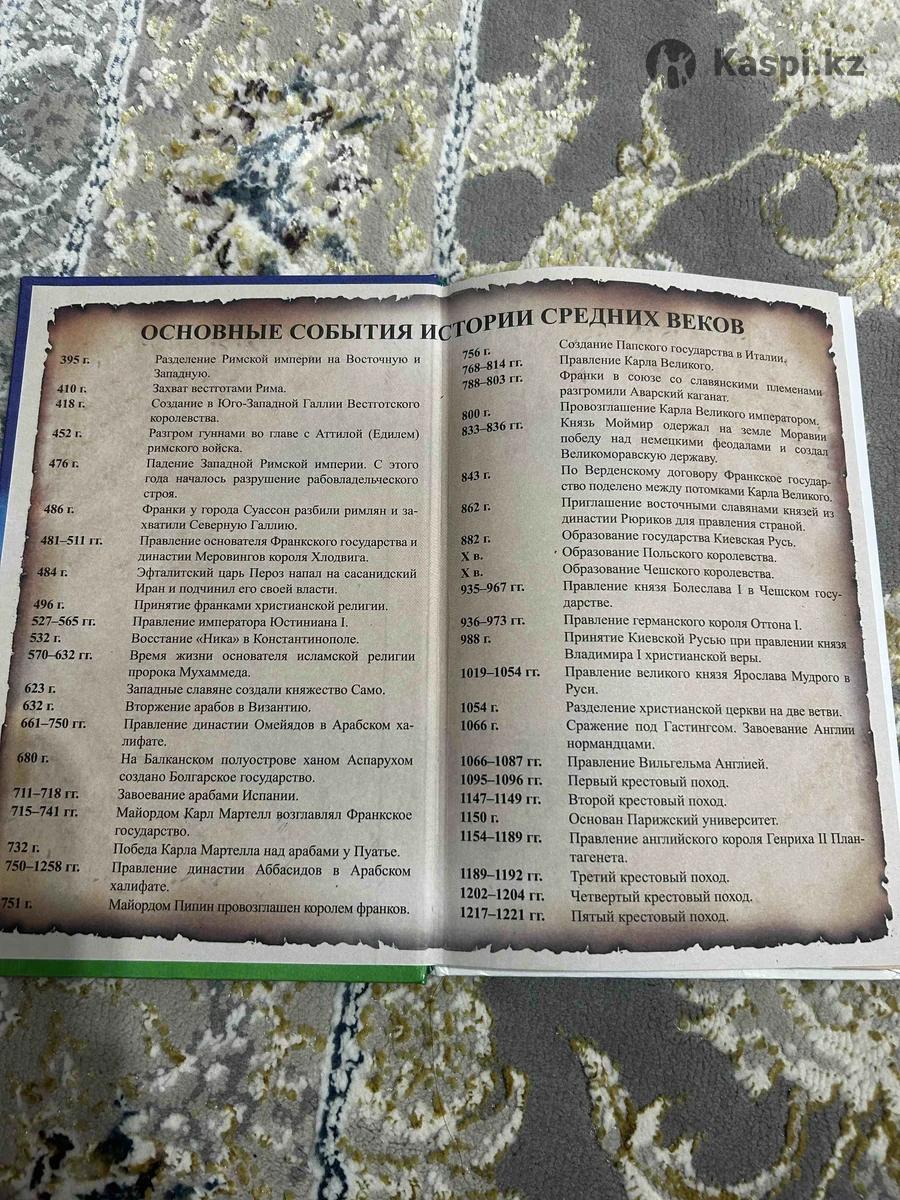 Kaspi.kz
ОСНОВНЫЕ СОБЫТИЯ ИСТОРИИ СРЕДНИХ ВЕКОВ
395 г. Разделение Римской империи на Восточную и
Западную.
410 г. Захват вестготами Рима.
418 г. Создание в Юго-Западной Галлии Вестготского
королевства.
452 г. Разгром гуннами во главе с Аттилой (Едилем)
римского войска.
476 г. Падение Западной Римской империи. С этого
года началось разрушение рабовладельческого
строя.
486 г. Франки у города Суассон разбили римлян и за-
хватили Северную Галлию.
481–511 гг. Правление основателя Франкского государства и
династии Меровингов короля Хлодвига.
484 г. Эфталитский царь Пероз напал на сасанидский
Иран и подчинил его своей власти.
496 г. Принятие франками христианской религии.
527–565 гг. Правление императора Юстиниана I.
532 г. Восстание «Ника» в Константинополе.
570–632 гг. Время жизни основателя исламской религии
пророка Мухаммеда.
623 г. Западные славяне создали княжество Само.
632 г. Вторжение арабов в Византию.
661–750 гг. Правление династии Омейядов в Арабском ха-
лифате.
680 г. На Балканском полуострове ханом Аспарухом
создано Болгарское государство.
711–718 гг. Завоевание арабами Испании.
715–741 гг. Майордом Карл Мартелл возглавлял Франкское
государство.
732 г. Победа Карла Мартелла над арабами у Пуатье.
750–1258 гг. Правление династии Аббасидов в Арабском
халифате.
751 г. Майордом Пипин провозглашен королем франков.
756 г. Создание Папского государства в Италии.
768–814 гг. Правление Карла Великого.
788–803 гг. Франки в союзе со славянскими племенами
разгромили Аварский каганат.
800 г. Провозглашение Карла Великого императором.
833–836 гг. Князь Моймир одержал на земле Моравии
победу над немецкими феодалами и создал
Великоморавскую державу.
843 г. По Верденскому договору Франкское государ-
ство поделено между потомками Карла Великого.
862 г. Приглашение восточными славянами князей из
династии Рюриков для правления страной.
882 г. Образование государства Киевская Русь.
X в. Образование Польского королевства.
X в. Образование Чешского королевства.
935–967 гг. Правление князя Болеслава I в Чешском госу-
дарстве.
936–973 гг. Правление германского короля Оттона I.
988 г. Принятие Киевской Русью при правлении князя
Владимира I христианской веры.
1019–1054 гг. Правление великого князя Ярослава Мудрого в
Руси.
1054 г. Разделение христианской церкви на две ветви.
1066 г. Сражение под Гастингсом. Завоевание Англии
нормандцами.
1066–1087 гг. Правление Вильгельма Англией.
1095–1096 гг. Первый крестовый поход.
1147–1149 гг. Второй крестовый поход.
1150 г. Основан Парижский университет.
1154–1189 гг. Правление английского короля Генриха II План-
тагенета.
1189–1192 гг. Третий крестовый поход.
1202–1204 гг. Четвертый крестовый поход.
1217–1221 гг. Пятый крестовый поход.